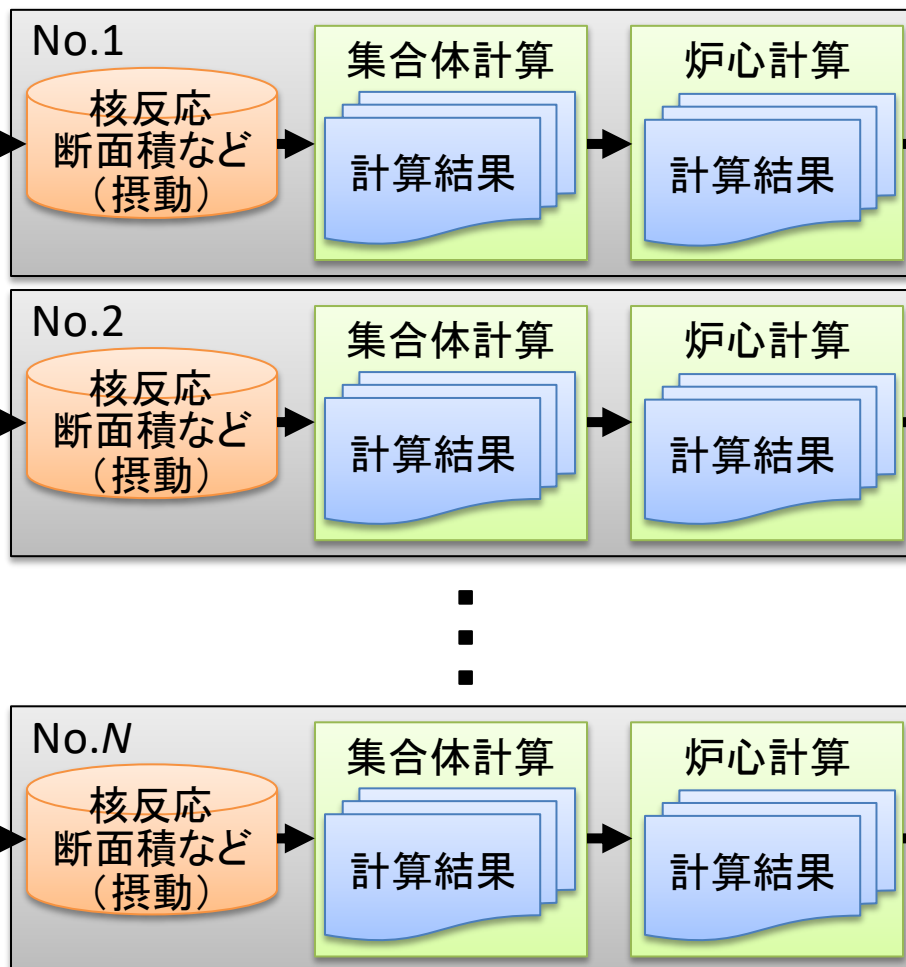 No.1
核反応
断面積など
(摂動)
集合体計算
計算結果
炉心計算
計算結果
No.2
核反応
断面積など
(摂動)
集合体計算
計算結果
炉心計算
計算結果
No.N
核反応
断面積など
(摂動)
集合体計算
計算結果
炉心計算
計算結果